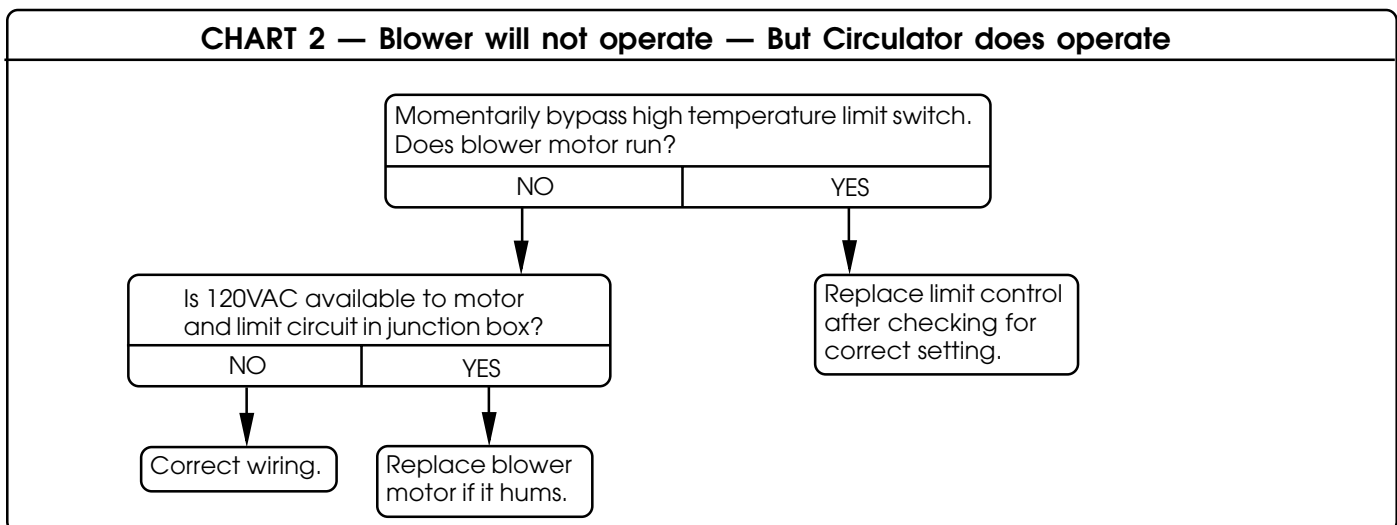 CHART 2 — Blower will not operate — But Circulator does operate
Momentarily bypass high temperature limit switch.
Does blower motor run?
NO
YES
Is 120VAC available to motor
and limit circuit in junction box?
NO
YES
Replace limit control
after checking for
correct setting.
Correct wiring.
Replace blower
motor if it hums.